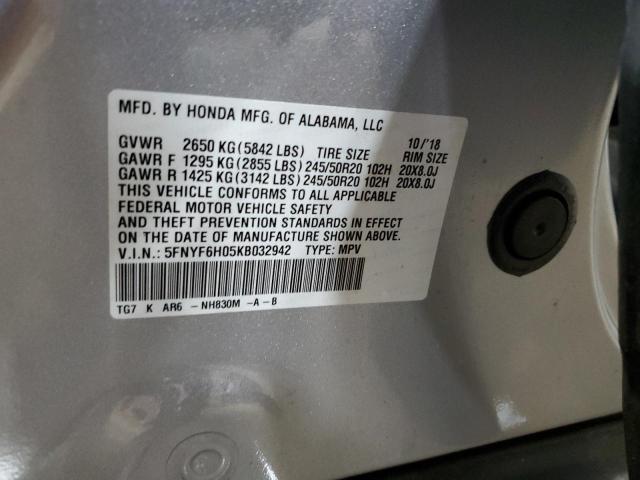 MFD. BY HONDA MFG. OF ALABAMA, LLC
10/'18
GVWR 2650 KG (5842 LBS) TIRE SIZE RIM SIZE
GAWR F 1295 KG (2855 LBS) 245/50R20 102H 20X8.0J
GAWR R 1425 KG (3142 LBS) 245/50R20 102H 20X8.0J
THIS VEHICLE CONFORMS TO ALL APPLICABLE
FEDERAL MOTOR VEHICLE SAFETY
AND THEFT PREVENTION STANDARDS IN EFFECT
ON THE DATE OF MANUFACTURE SHOWN ABOVE.
V.I.N.: 5FNYF6H05KB032942 TYPE: MPV
TG7 K AR6 -NH830M -A-B